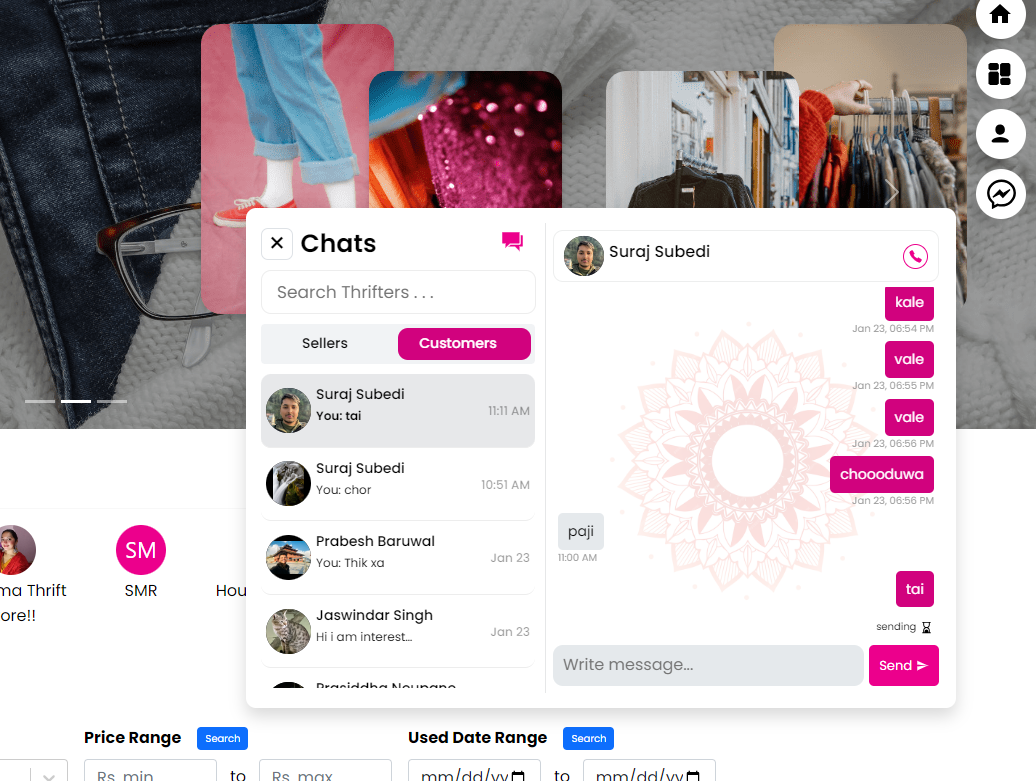 Chats
Search Thrifters . . .
Sellers
Customers
Suraj Subedi
You: tai
11:11 AM
Suraj Subedi
You: chor
10:51 AM
Prabesh Baruwal
You: Thik xa
Jan 23
Jaswindar Singh
Hi i am interest...
Jan 23
Prasiddha Neupane
Suraj Subedi
kale
Jan 23, 06:54 PM
vale
Jan 23, 06:55 PM
vale
Jan 23, 06:56 PM
choooduwa
Jan 23, 06:56 PM
paji
11:00 AM
tai
sending
Write message...
Send
ma Thrift
ore!!
SM
SMR
Hou
Price Range
Search
Rs. min
to
Rs. max
Used Date Range
Search
mm/dd/yy
to
mm/dd/yy